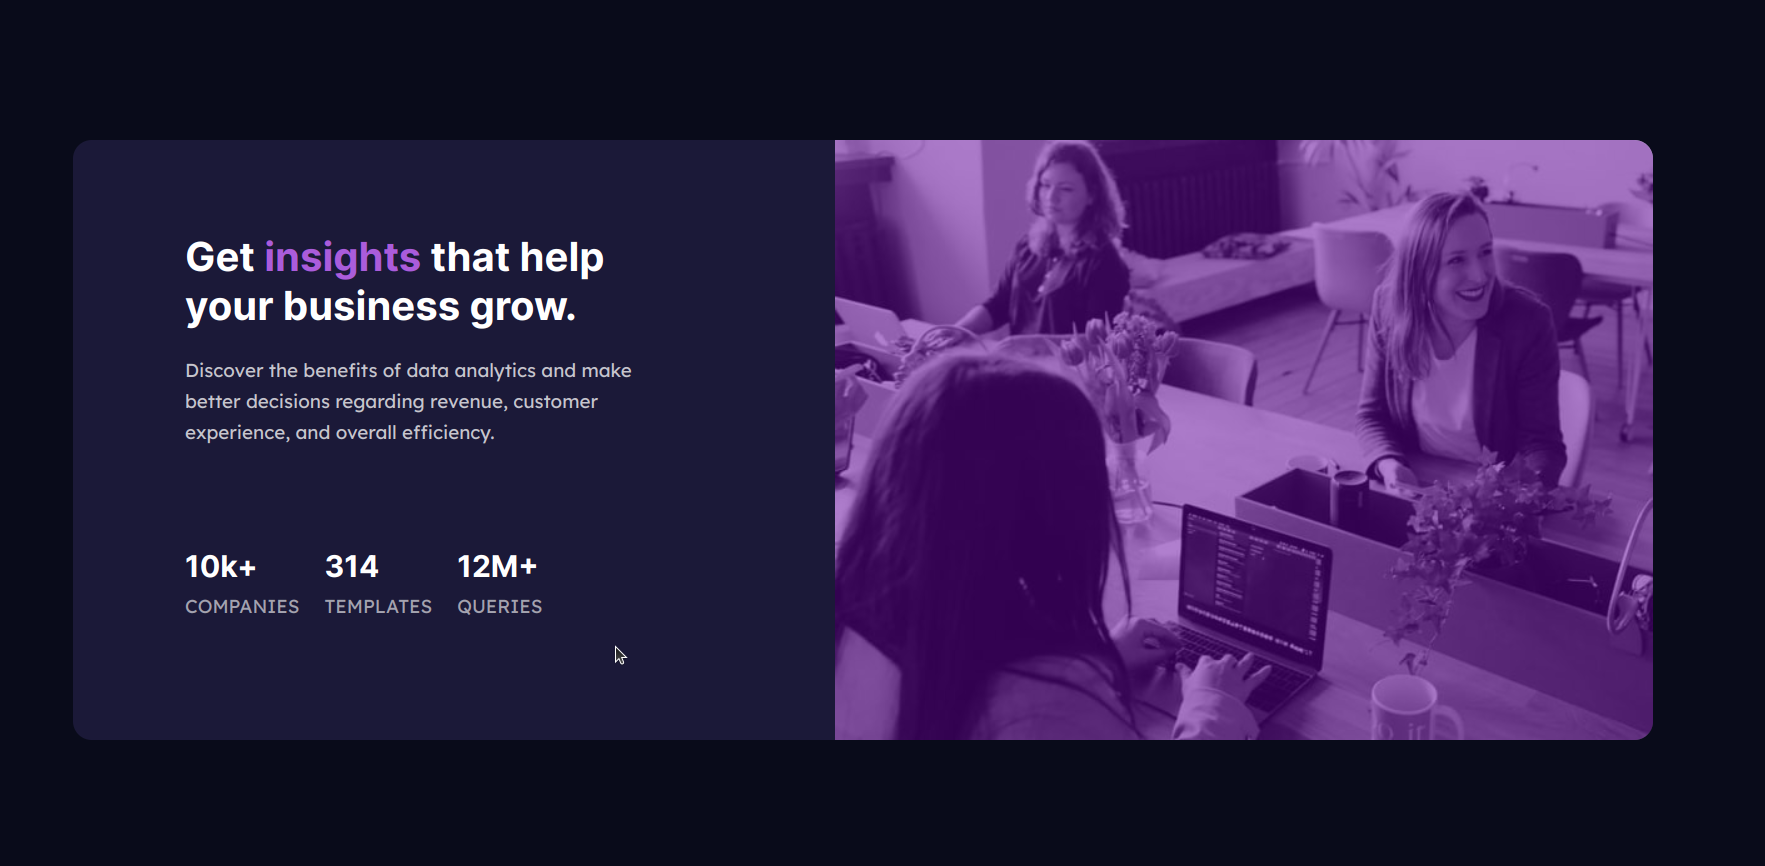 Get insights that help
your business grow.
Discover the benefits of data analytics and make
better decisions regarding revenue, customer
experience, and overall efficiency.
10k+ 314 12M+
COMPANIES TEMPLATES QUERIES